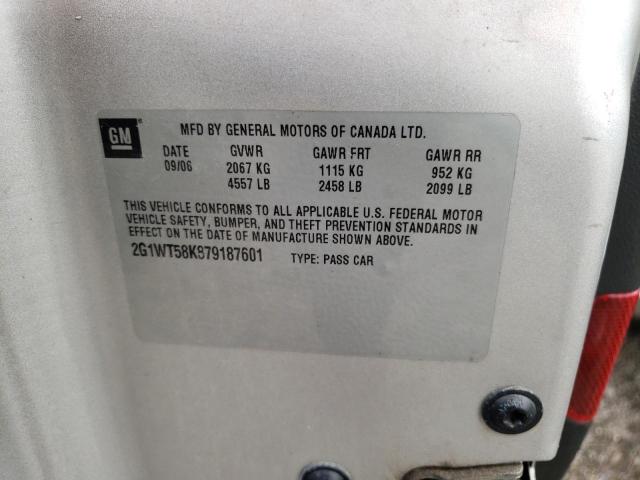 GM
MFD BY GENERAL MOTORS OF CANADA LTD.
DATE GVWR GAWR FRT GAWR RR
09/06 2067 KG 1115 KG 952 KG
4557 LB 2458 LB 2099 LB
THIS VEHICLE CONFORMS TO ALL APPLICABLE U.S. FEDERAL MOTOR
VEHICLE SAFETY, BUMPER, AND THEFT PREVENTION STANDARDS IN
EFFECT ON THE DATE OF MANUFACTURE SHOWN ABOVE.
2G1WT58K879187601 TYPE: PASS CAR